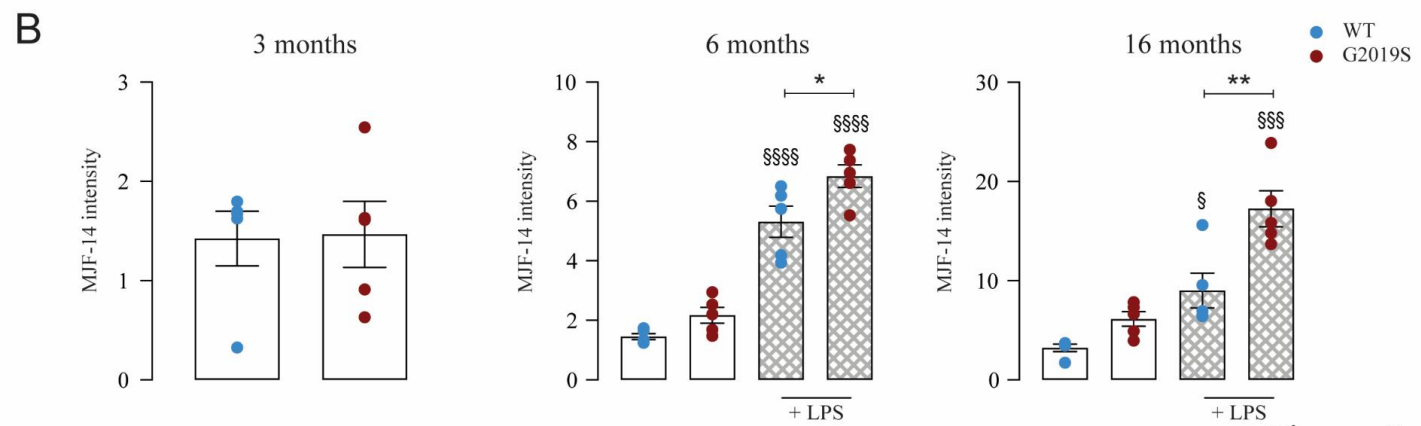 B
3 months
6 months
16 months
WT
G2019S
MJF-14 intensity
3
2
1
0
MJF-14 intensity
10
8
6
4
2
0
*
§§§§
§§§§
+ LPS
MJF-14 intensity
30
20
10
0
**
§
§§§
+ LPS